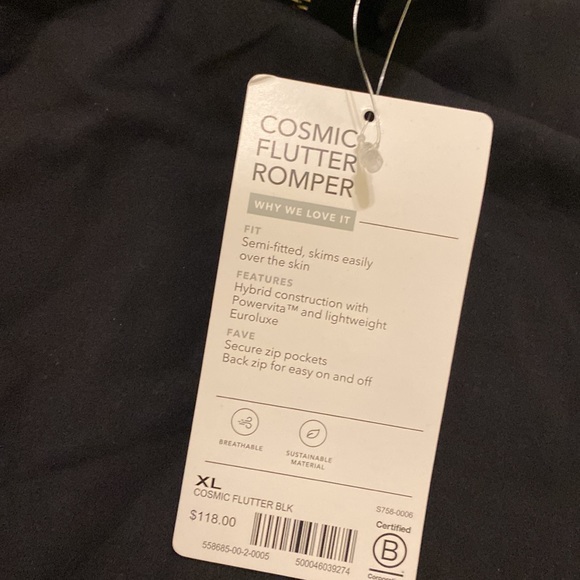 COSMIC
FLUTTER
ROMPER
WHY WE LOVE IT
FIT
Semi-fitted, skims easily
over the skin
FEATURES
Hybrid construction with
Powervita™ and lightweight
Euroluxe
FAVE
Secure zip pockets
Back zip for easy on and off
BREATHABLE
SUSTAINABLE
MATERIAL
XL
COSMIC FLUTTER BLK
S758-0006
$118.00
558685-00-2-0005
500046039274
Certified
B